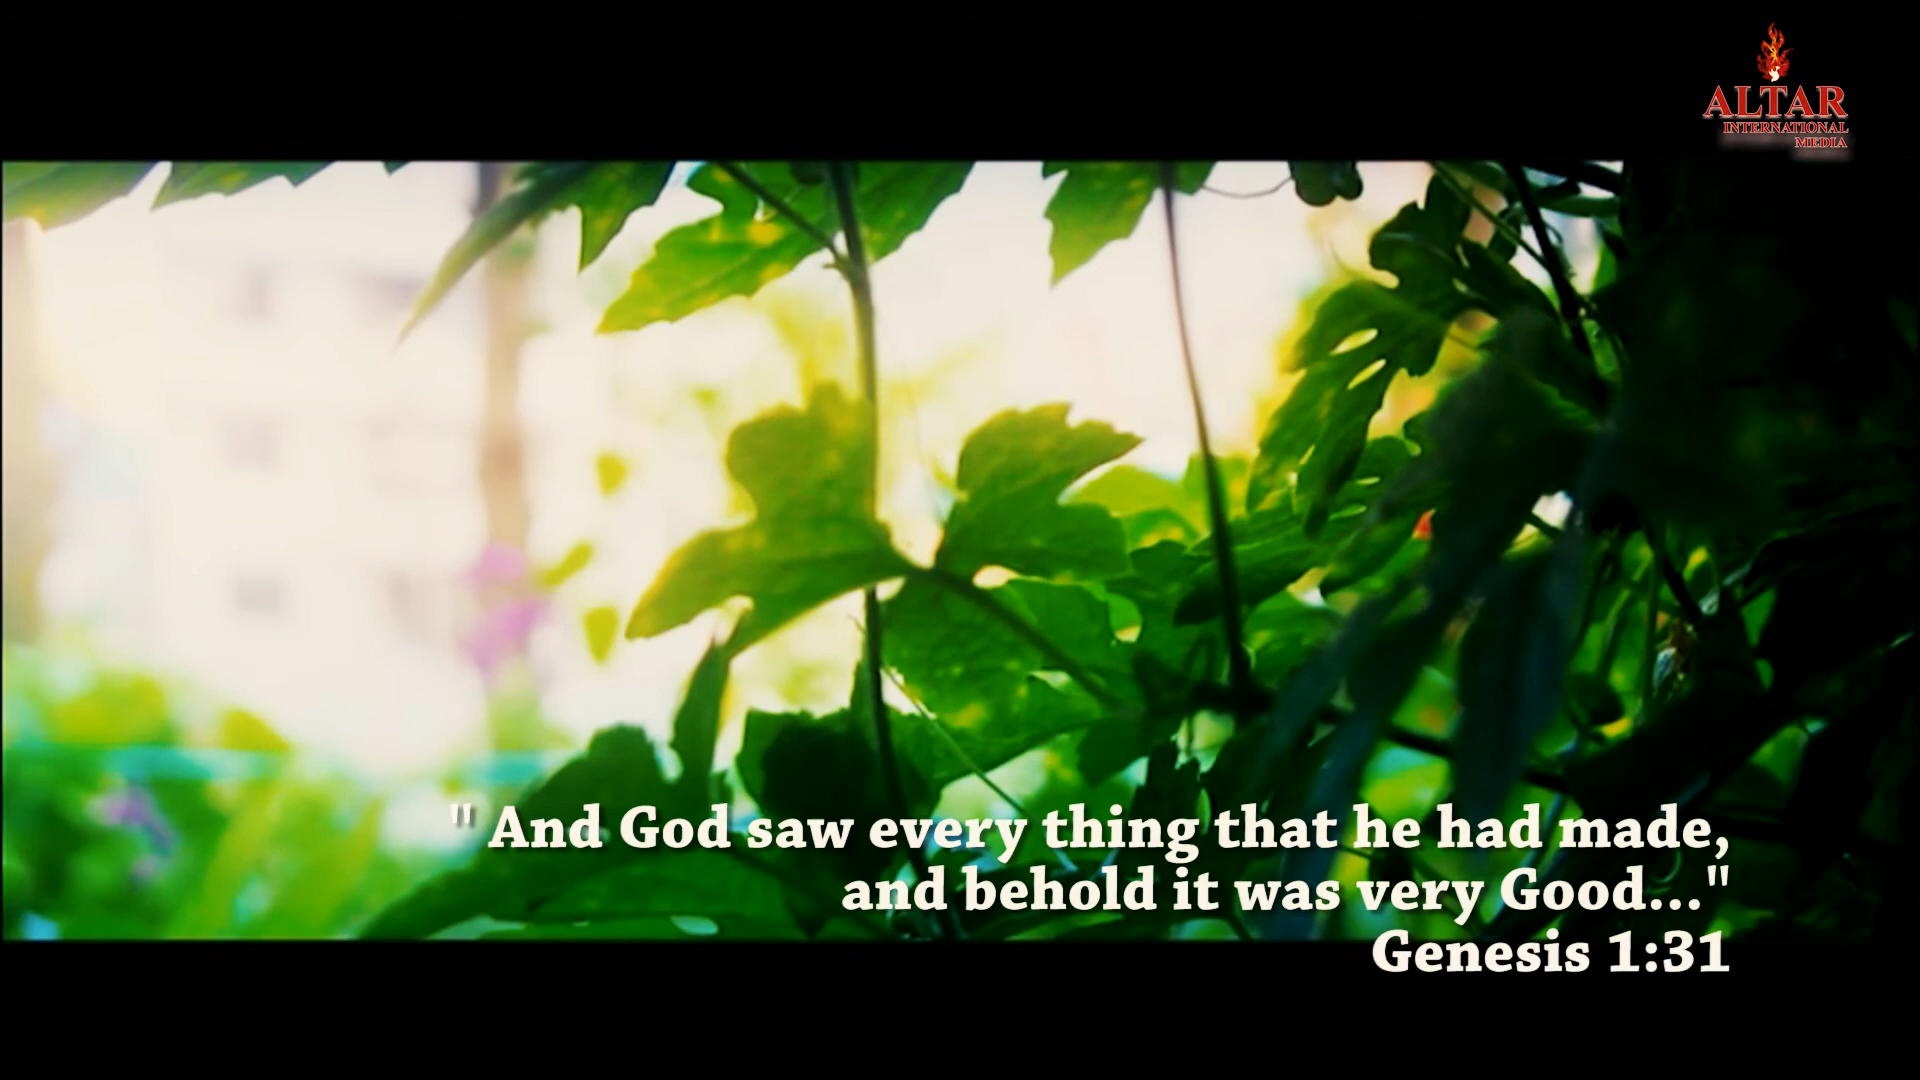 ALTAR
INTERNATIONAL
MEDIA
" And God saw every thing that he had made,
and behold it was very Good..."
Genesis 1:31